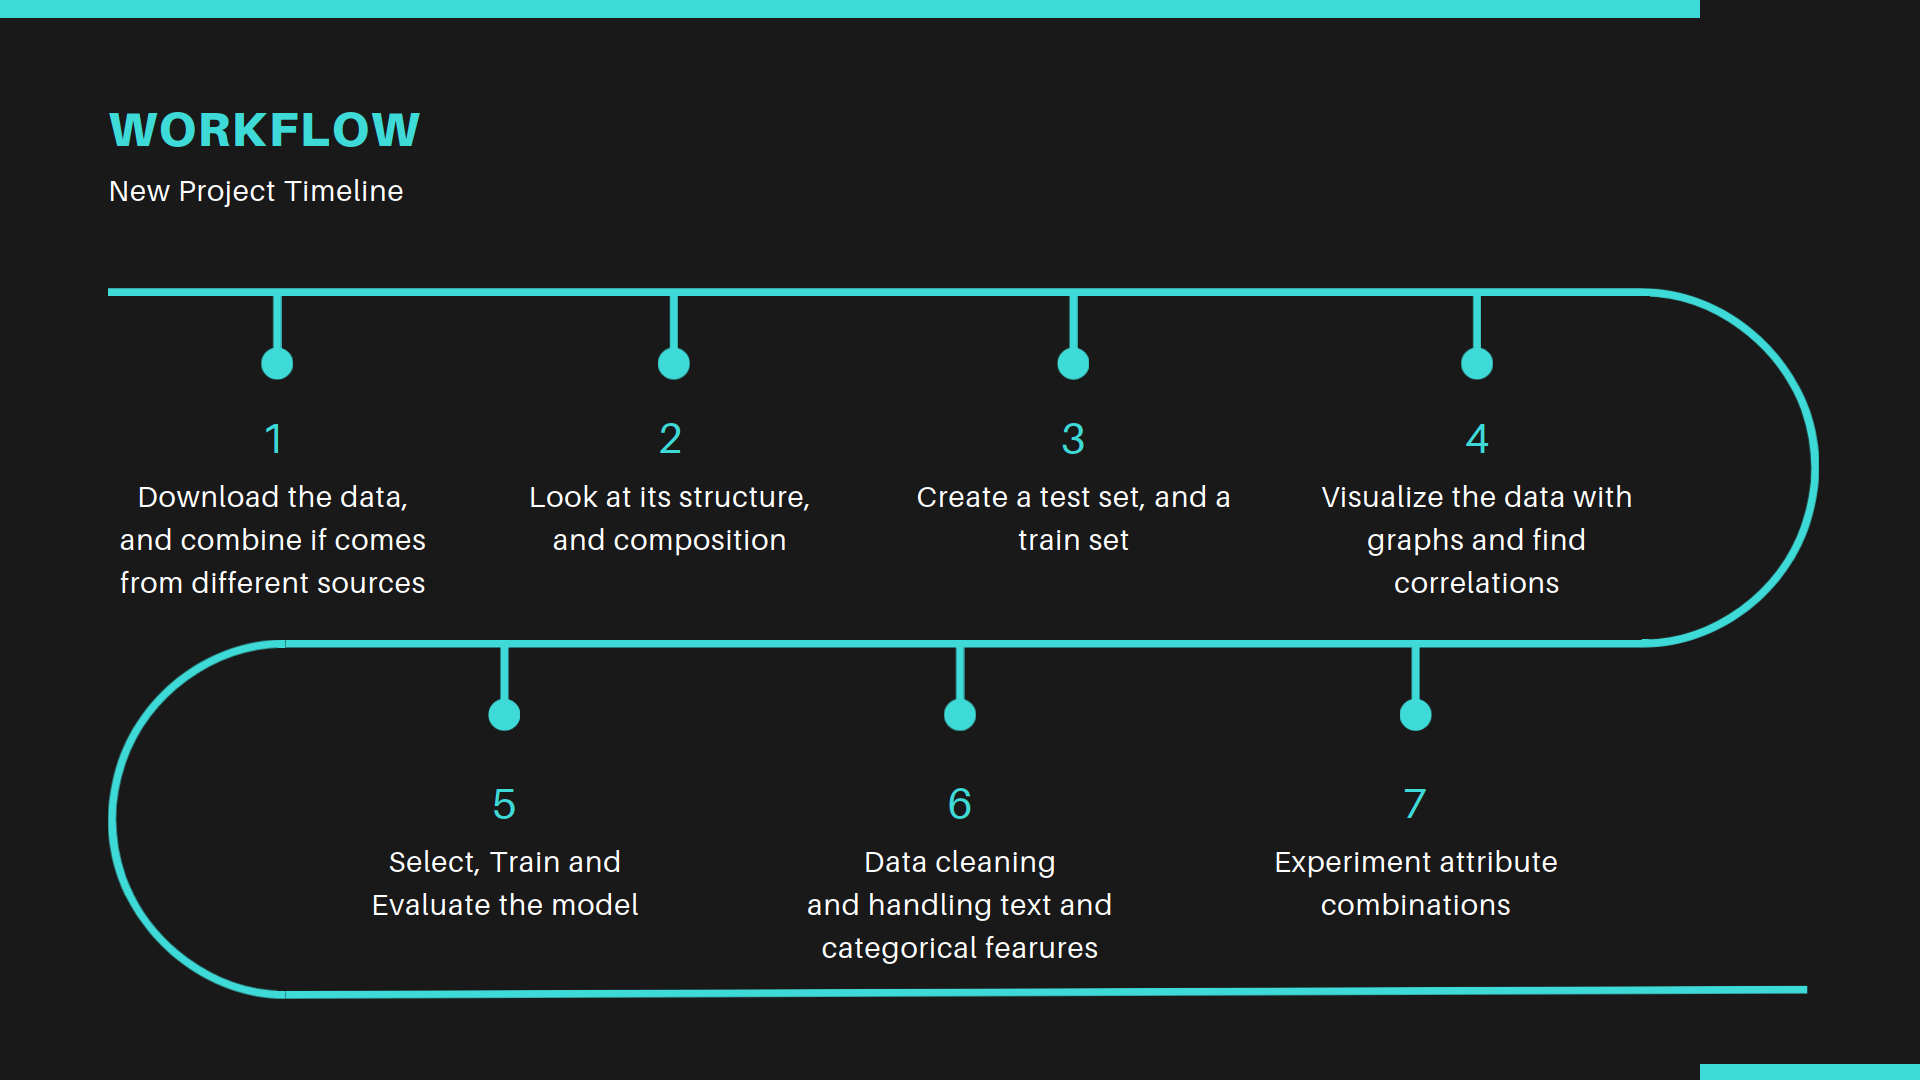 WORKFLOW
New Project Timeline
1
Download the data,
and combine if comes
from different sources
2
Look at its structure,
and composition
3
Create a test set, and a
train set
4
Visualize the data with
graphs and find
correlations
5
Select, Train and
Evaluate the model
6
Data cleaning
and handling text and
categorical fearures
7
Experiment attribute
combinations